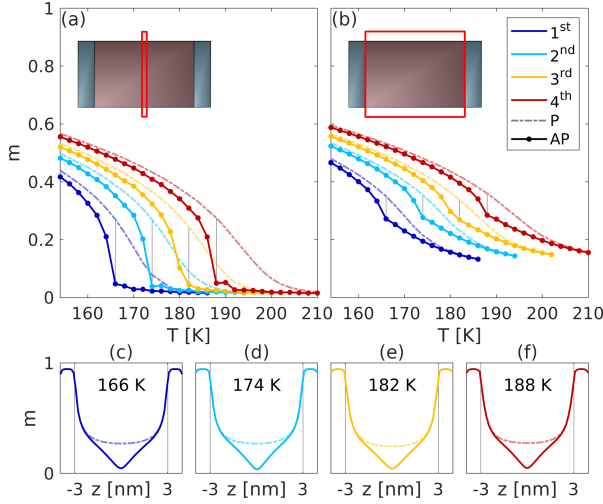 (a)
(b)
1st
2nd
3rd
4th
P
AP
1
0.8
0.6
0.4
0.2
0
m
160 170 180 190 200 210
160 170 180 190 200 210
T [K]
T [K]
(c) (d) (e) (f)
1
0
m
166 K
174 K
182 K
188 K
-3 z [nm] 3
-3 z [nm] 3
-3 z [nm] 3
-3 z [nm] 3